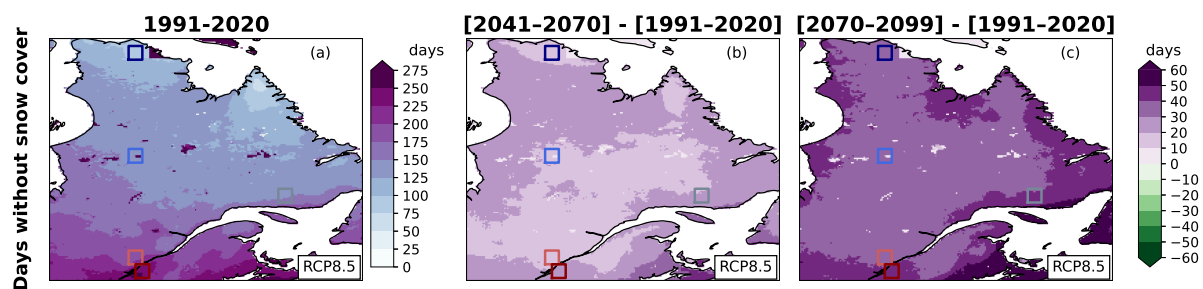 1991-2020
[2041–2070] - [1991–2020]
[2070–2099] - [1991–2020]
Days without snow cover
(a)
RCP8.5
days
275
250
225
200
175
150
125
100
75
50
25
0
(b)
RCP8.5
(c)
RCP8.5
days
60
50
40
30
20
10
0
−10
−20
−30
−40
−50
−60